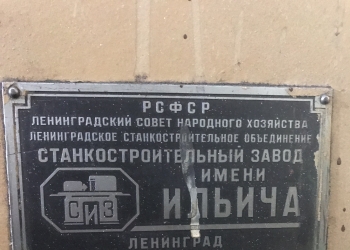 РСФСР
ЛЕНИНГРАДСКИЙ СОВЕТ НАРОДНОГО ХОЗЯЙСТВА
ЛЕНИНГРАДСКОЕ СТАНКОСТРОИТЕЛЬНОЕ ОБЪЕДИНЕНИЕ
СТАНКОСТРОИТЕЛЬНЫЙ ЗАВОД
ИМЕНИ
ИЛЬИЧА
СИЗ
ЛЕНИНГРАД